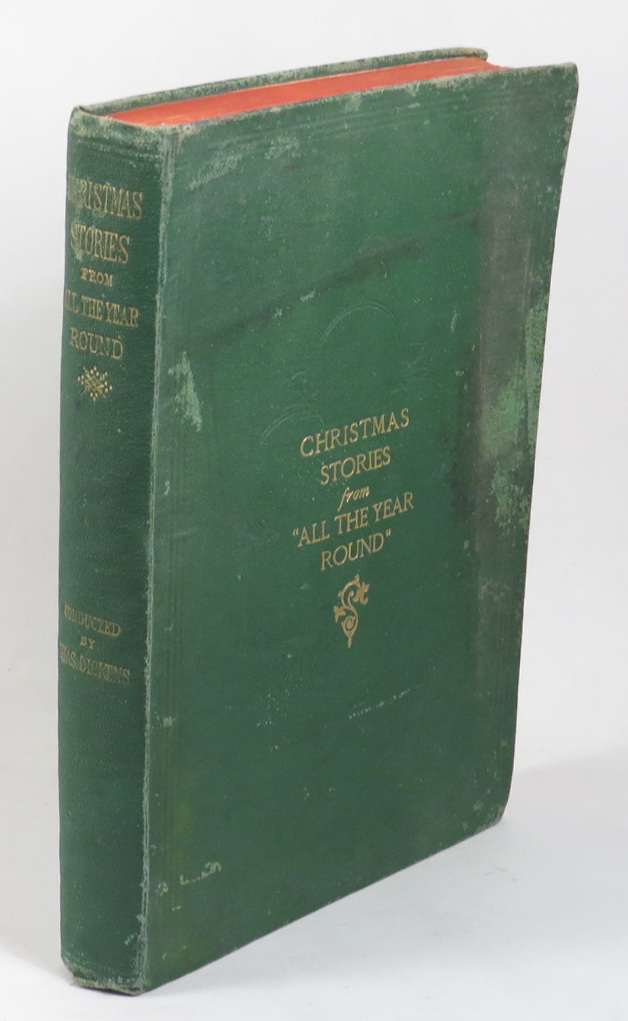 CHRISTMAS
STORIES
FROM
ALL THE YEAR
ROUND
CONDUCTED
BY
CHAS. DICKENS
CHRISTMAS
STORIES
from
"ALL THE YEAR
ROUND"